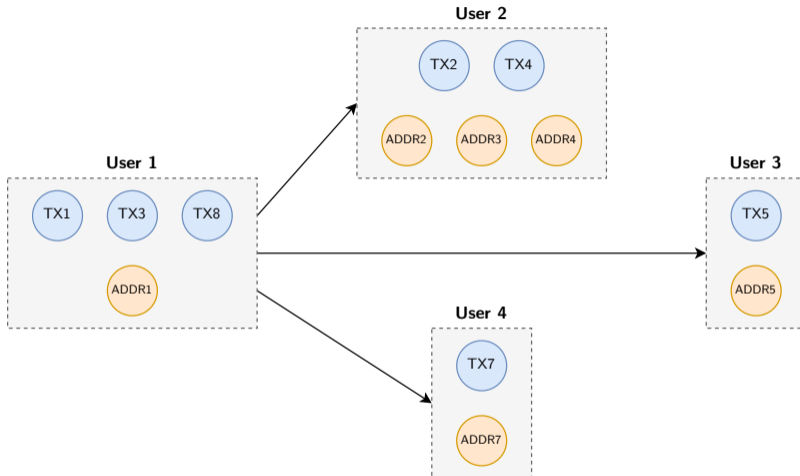 User 2
TX2 TX4
ADDR2 ADDR3 ADDR4
User 1
TX1 TX3 TX8
ADDR1
User 3
TX5
ADDR5
User 4
TX7
ADDR7